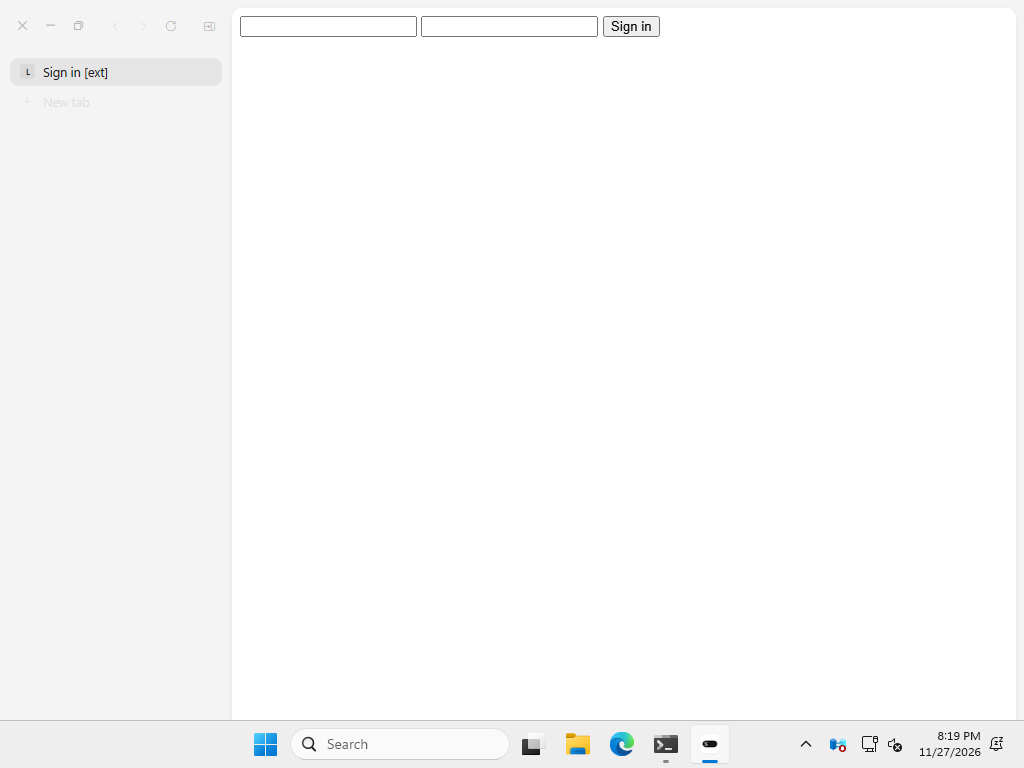 Sign in
L
Sign in [ext]
New tab
Search
8:19 PM
11/27/2026